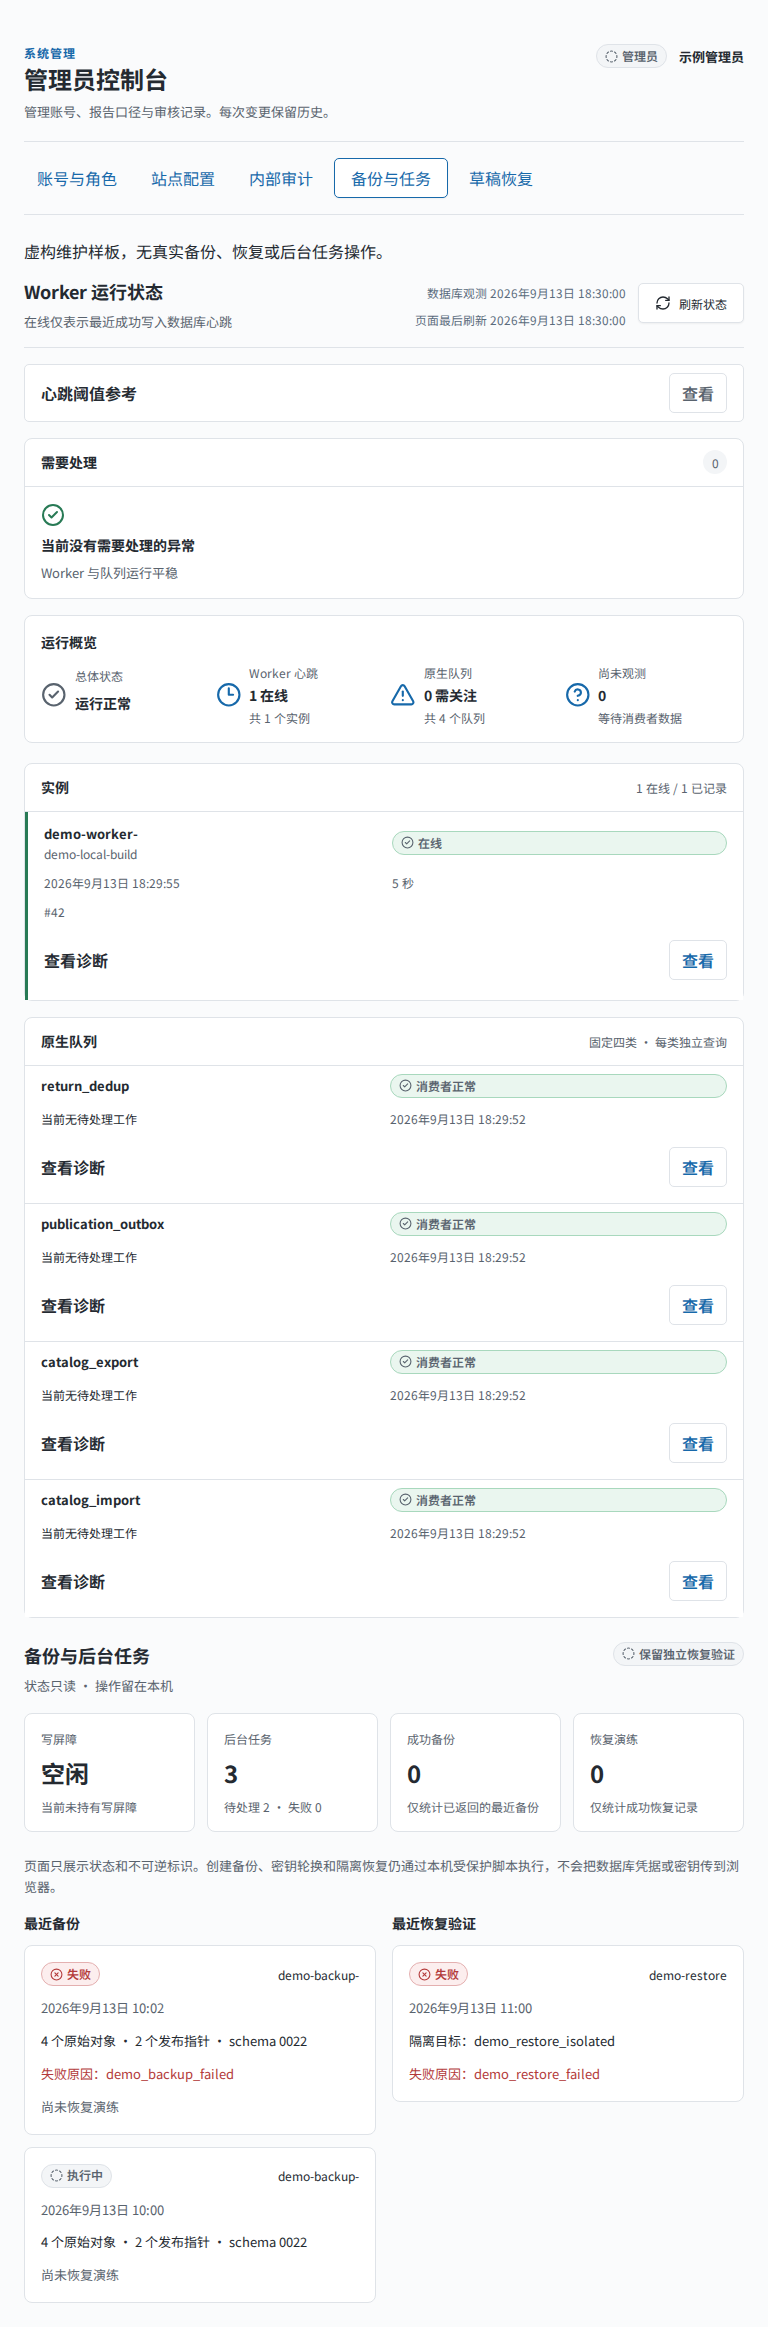 系统管理
管理员控制台
管理员
示例管理员
管理账号、报告口径与审核记录。每次变更保留历史。
账号与角色
站点配置
内部审计
备份与任务
草稿恢复
虚构维护样板，无真实备份、恢复或后台任务操作。
Worker 运行状态
在线仅表示最近成功写入数据库心跳
数据库观测 2026年9月13日 18:30:00
页面最后刷新 2026年9月13日 18:30:00
刷新状态
心跳阈值参考
查看
需要处理
0
当前没有需要处理的异常
Worker 与队列运行平稳
运行概览
总体状态
运行正常
Worker 心跳
1 在线
共 1 个实例
原生队列
0 需关注
共 4 个队列
尚未观测
0
等待消费者数据
实例
1 在线 / 1 已记录
demo-worker-
demo-local-build
在线
2026年9月13日 18:29:55
5 秒
#42
查看诊断
查看
原生队列
固定四类 · 每类独立查询
return_dedup
消费者正常
当前无待处理工作
2026年9月13日 18:29:52
查看诊断
查看
publication_outbox
消费者正常
当前无待处理工作
2026年9月13日 18:29:52
查看诊断
查看
catalog_export
消费者正常
当前无待处理工作
2026年9月13日 18:29:52
查看诊断
查看
catalog_import
消费者正常
当前无待处理工作
2026年9月13日 18:29:52
查看诊断
查看
备份与后台任务
保留独立恢复验证
状态只读 · 操作留在本机
写屏障
空闲
当前未持有写屏障
后台任务
3
待处理 2 · 失败 0
成功备份
0
仅统计已返回的最近备份
恢复演练
0
仅统计成功恢复记录
页面只展示状态和不可逆标识。创建备份、密钥轮换和隔离恢复仍通过本机受保护脚本执行，不会把数据库凭据或密钥传到浏
览器。
最近备份
失败
demo-backup-
2026年9月13日 10:02
4 个原始对象 · 2 个发布指针 · schema 0022
失败原因：demo_backup_failed
尚未恢复演练
执行中
demo-backup-
2026年9月13日 10:00
4 个原始对象 · 2 个发布指针 · schema 0022
尚未恢复演练
最近恢复验证
失败
demo-restore
2026年9月13日 11:00
隔离目标：demo_restore_isolated
失败原因：demo_restore_failed